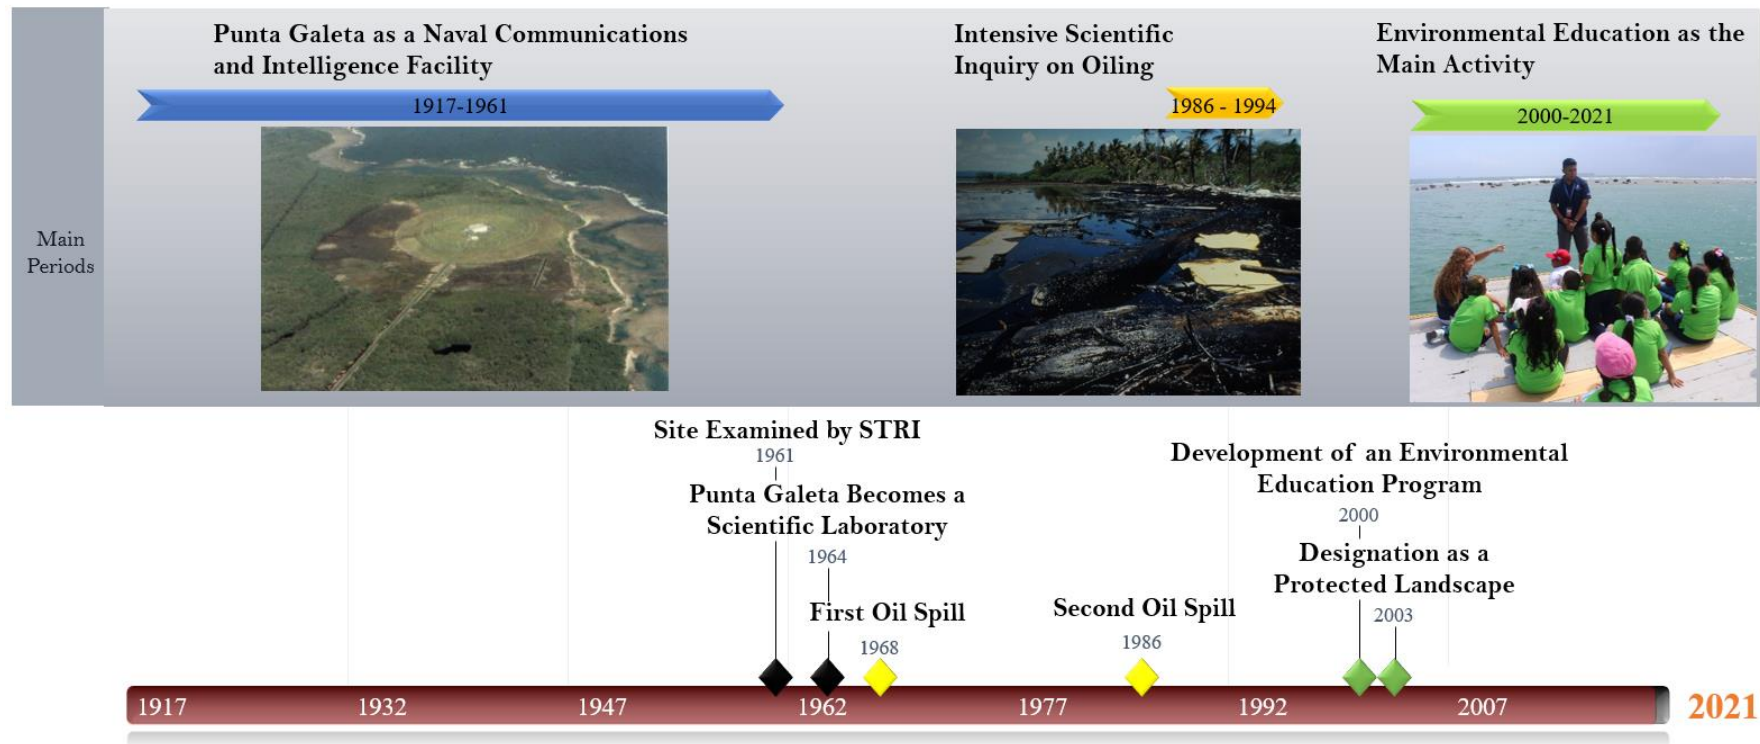 Punta Galeta as a Naval Communications
and Intelligence Facility
1917-1961
Intensive Scientific
Inquiry on Oiling
1986 - 1994
Environmental Education as the
Main Activity
2000-2021
Main
Periods
Site Examined by STRI
1961
Punta Galeta Becomes a
Scientific Laboratory
1964
First Oil Spill
1968
Second Oil Spill
1986
Development of an Environmental
Education Program
2000
Designation as a
Protected Landscape
2003
1917 1932 1947 1962 1977 1992 2007 2021